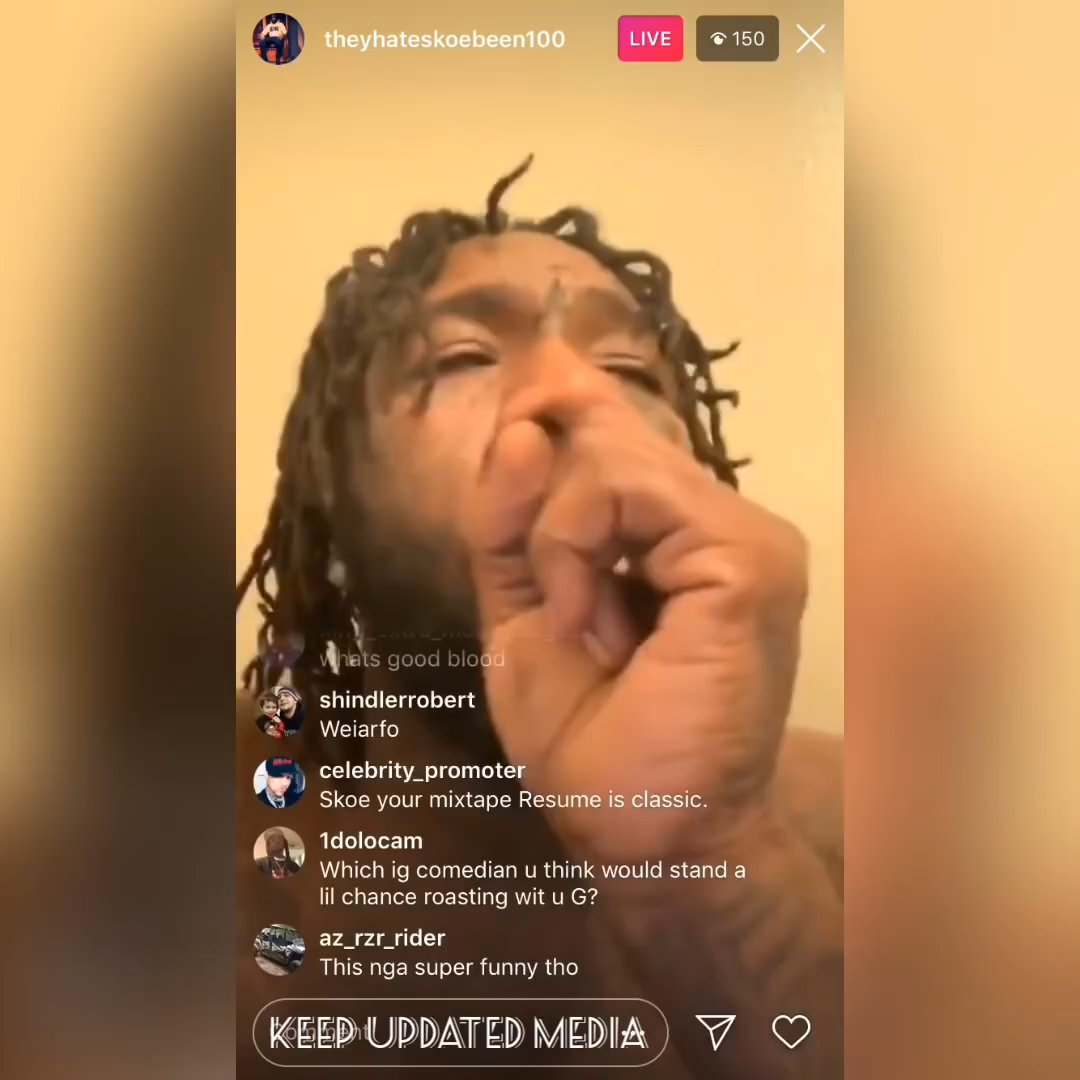 theyhateskoebeen100
LIVE
150
whats good blood
shindlerrobert
Weiarfo
celebrity_promoter
Skoe your mixtape Resume is classic.
1dolocam
Which ig comedian u think would stand a
lil chance roasting wit u G?
az_rzr_rider
This nga super funny tho
Comment
KEEP UPDATED MEDIA